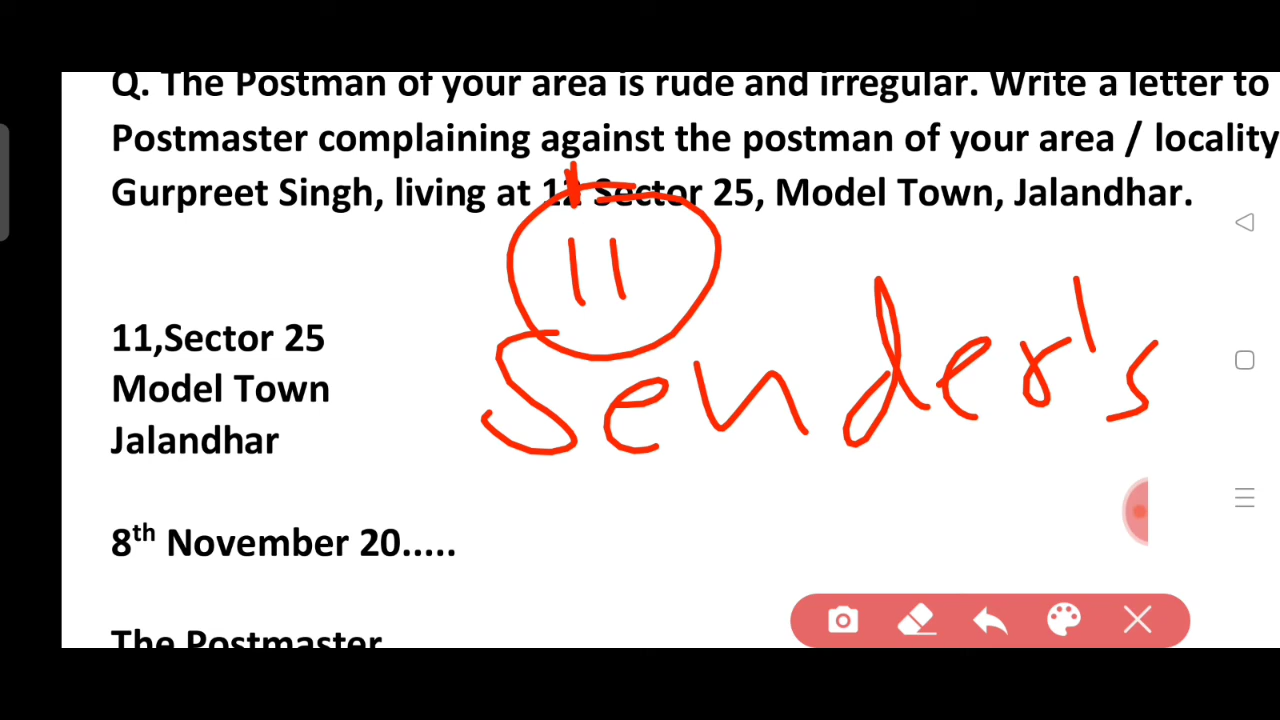 Q. The Postman of your area is rude and irregular. Write a letter to
Postmaster complaining against the postman of your area / locality
Gurpreet Singh, living at 12 Sector 25, Model Town, Jalandhar.
11
11,Sector 25
Sender's
Model Town
Jalandhar
8th November 20.....
The Postmaster